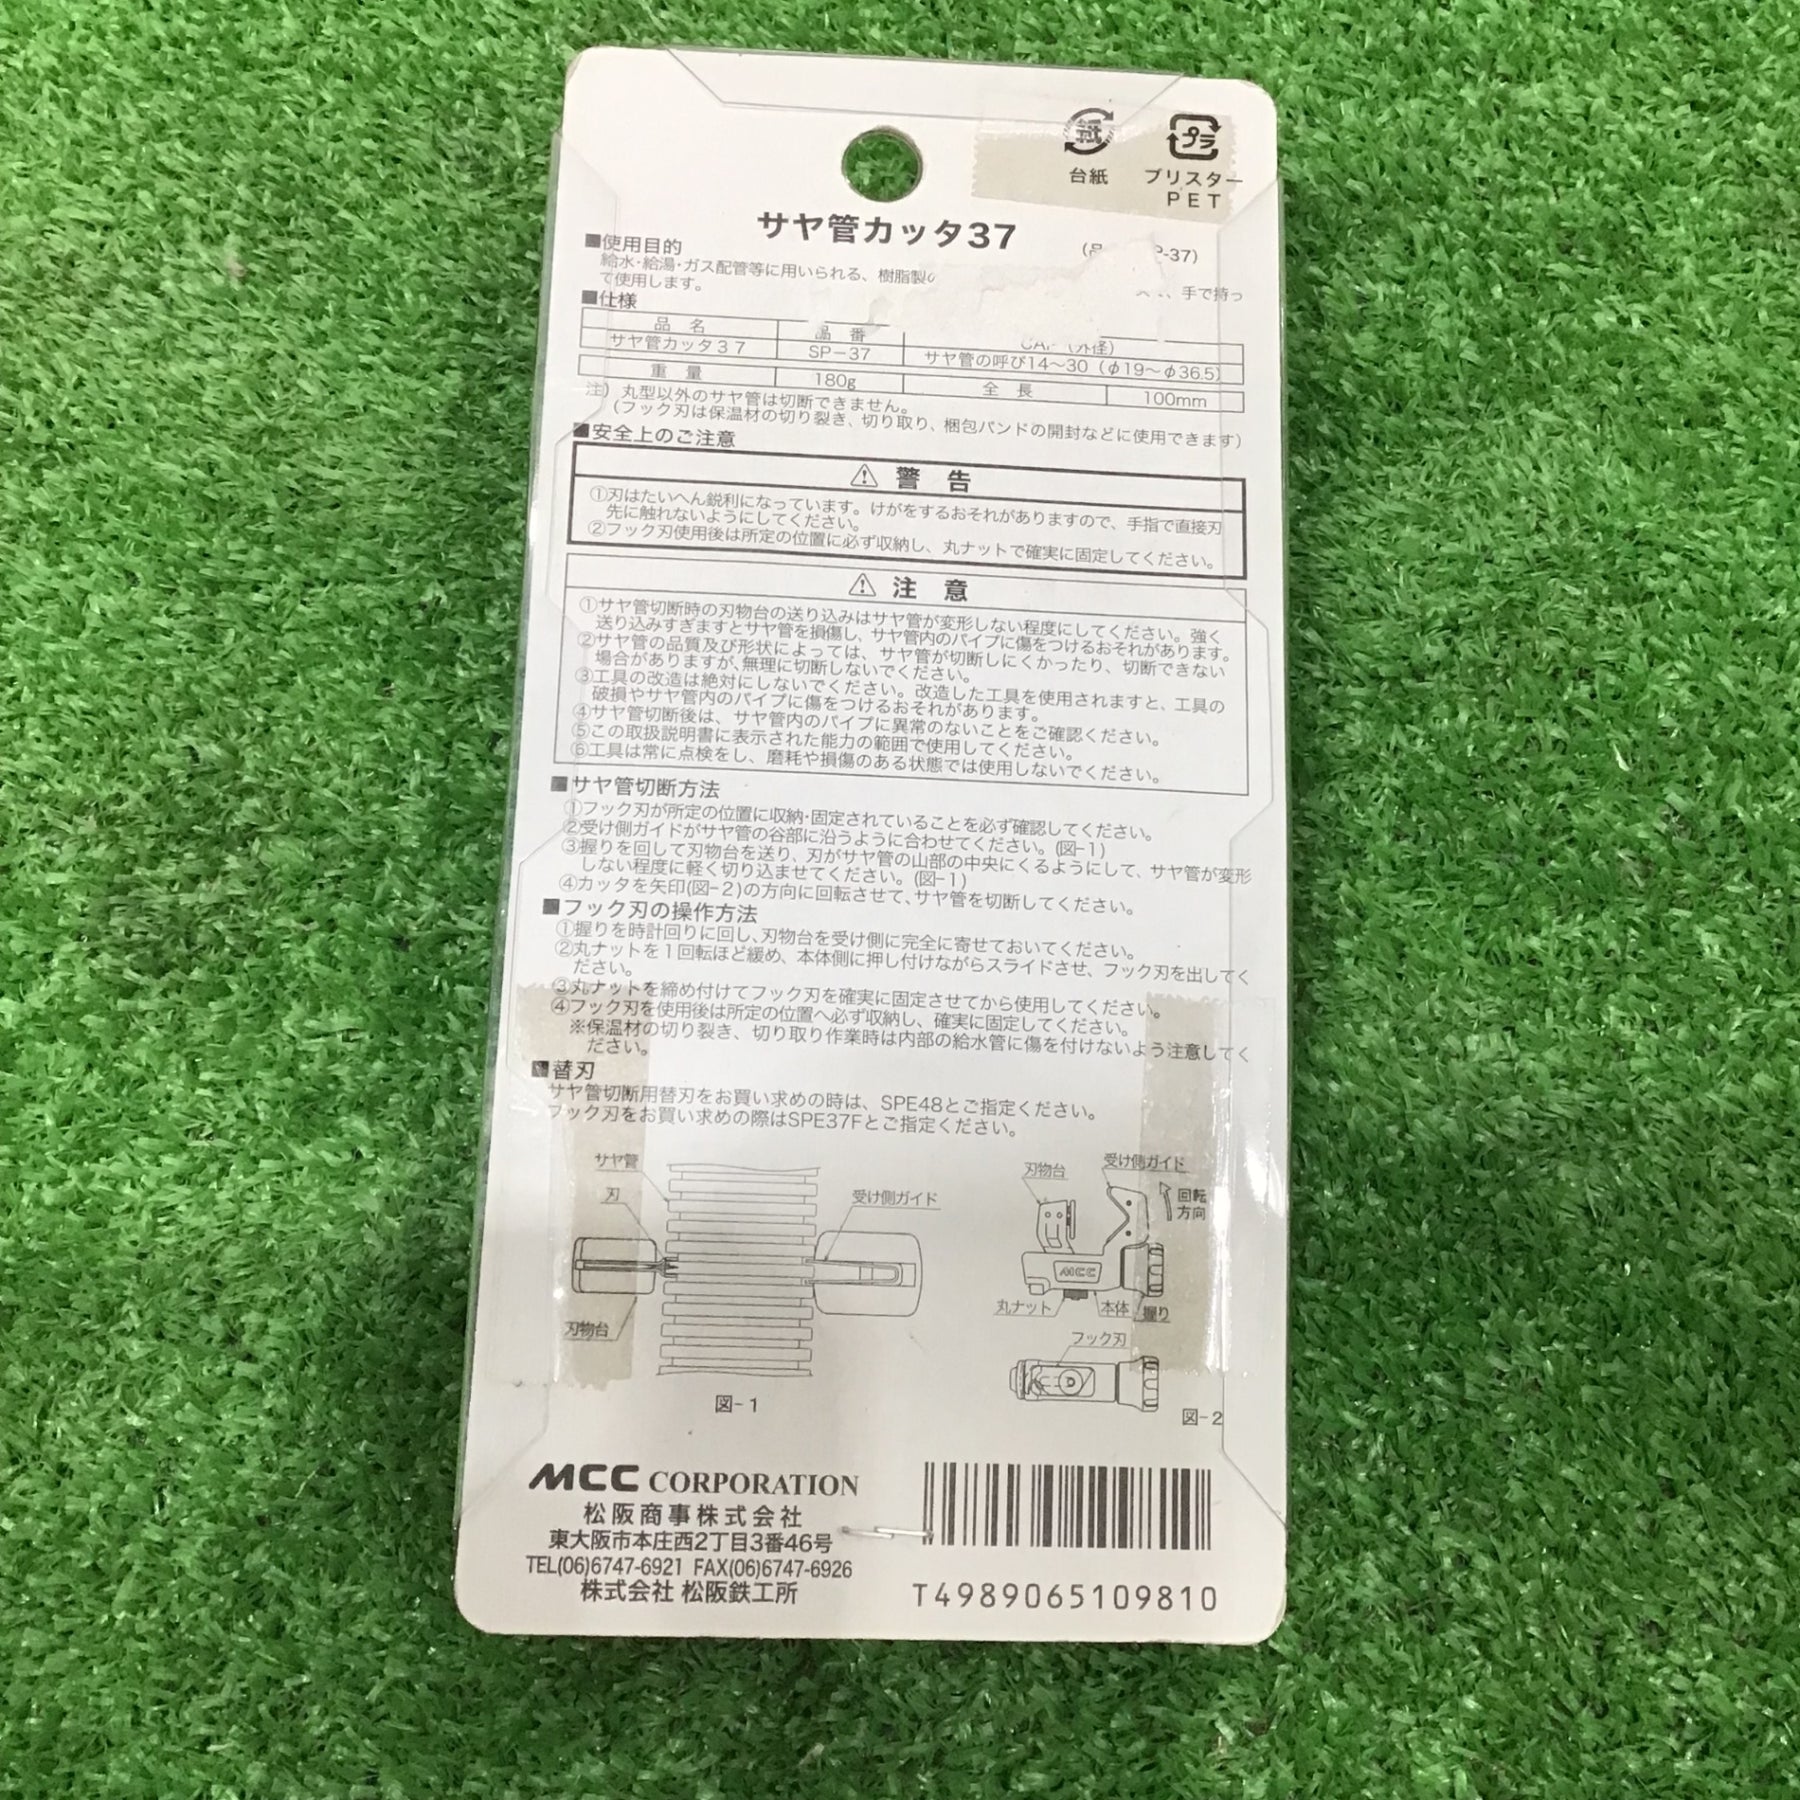 紙
台紙
プラ
ブリスター
PET
サヤ管カッタ37
P-37)
■使用目的
給水・給湯・ガス配管等に用いられる、樹脂製の
手で持っ
て使用します。
■仕様
品 名 品 番 (外径)
サヤ管カッタ37 SP-37 サヤ管の呼び14〜30（φ19〜φ36.5）
重 量 180g 全 長 100mm
注）丸型以外のサヤ管は切断できません。
（フック刃は保温材の切り裂き、切り取り、梱包バンドの開封などに使用できます）
■安全上のご注意
⚠ 警 告
①刃はたいへん鋭利になっています。けがをするおそれがありますので、手指で直接刃
先に触れないようにしてください。
②フック刃使用後は所定の位置に必ず収納し、丸ナットで確実に固定してください。
⚠ 注 意
①サヤ管切断時の刃物台の送り込みはサヤ管が変形しない程度にしてください。強く
送り込みすぎますとサヤ管を損傷し、サヤ管内のパイプに傷をつけるおそれがあります。
②サヤ管の品質及び形状によっては、サヤ管が切断しにくかったり、切断できない
場合がありますが、無理に切断しないでください。
③工具の改造は絶対にしないでください。改造した工具を使用されますと、工具の
破損やサヤ管内のパイプに傷をつけるおそれがあります。
④サヤ管切断後は、サヤ管内のパイプに異常のないことをご確認ください。
⑤この取扱説明書に表示された能力の範囲で使用してください。
⑥工具は常に点検をし、磨耗や損傷のある状態では使用しないでください。
■サヤ管切断方法
①フック刃が所定の位置に収納・固定されていることを必ず確認してください。
②受け側ガイドがサヤ管の谷部に沿うように合わせてください。(図-1)
③握りを回して刃物台を送り、刃がサヤ管の山部の中央にくるようにして、サヤ管が変形
しない程度に軽く切り込ませてください。(図-1)
④カッタを矢印(図-2)の方向に回転させて、サヤ管を切断してください。
■フック刃の操作方法
①握りを時計回りに回し、刃物台を受け側に完全に寄せておいてください。
②丸ナットを1回転ほど緩め、本体側に押し付けながらスライドさせ、フック刃を出してく
ださい。
③丸ナットを締め付けてフック刃を確実に固定させてから使用してください。
④フック刃を使用後は所定の位置へ必ず収納し、確実に固定してください。
※保温材の切り裂き、切り取り作業時は内部の給水管に傷を付けないよう注意してく
ださい。
■替刃
サヤ管切断用替刃をお買い求めの時は、SPE48とご指定ください。
フック刃をお買い求めの際はSPE37Fとご指定ください。
サヤ管
刃
受け側ガイド
刃物台
図-1
刃物台
受け側ガイド
回転
方向
MCC
丸ナット
本体
握り
フック刃
図-2
MCC CORPORATION
松阪商事株式会社
東大阪市本庄西2丁目3番46号
TEL(06)6747-6921 FAX(06)6747-6926
株式会社 松阪鉄工所
T4989065109810